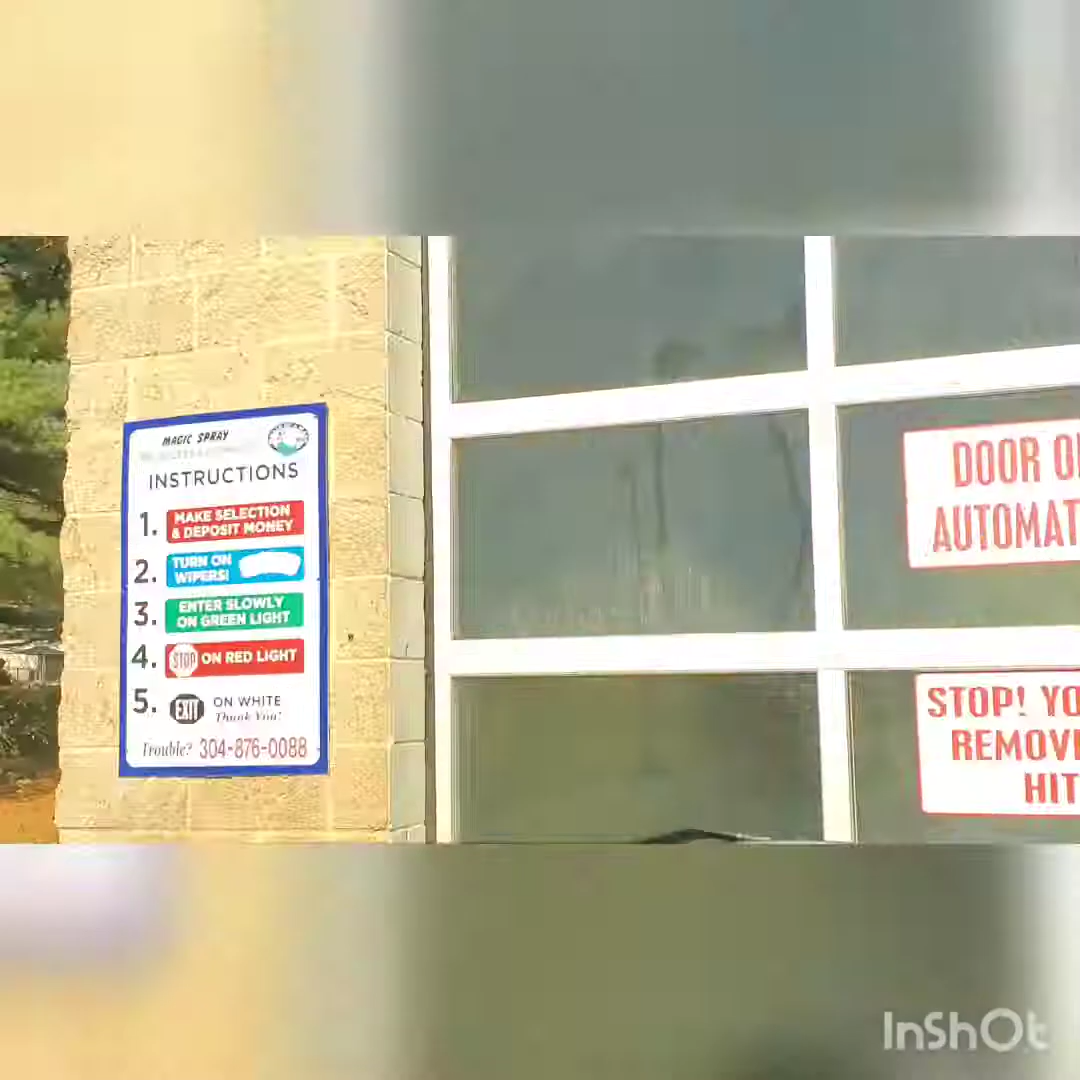 MAGIC SPRAY
INSTRUCTIONS
1. MAKE SELECTION
& DEPOSIT MONEY
2. TURN ON
WIPERS!
3. ENTER SLOWLY
ON GREEN LIGHT
4. STOP ON RED LIGHT
5. EXIT ON WHITE
Thank You!
Trouble? 304-876-0088
DOOR
AUTOMAT
STOP! YO
REMOV
HIT
InShOt